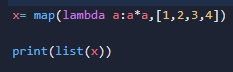 x= map(lambda a:a*a,[1,2,3,4])
print(list(x))